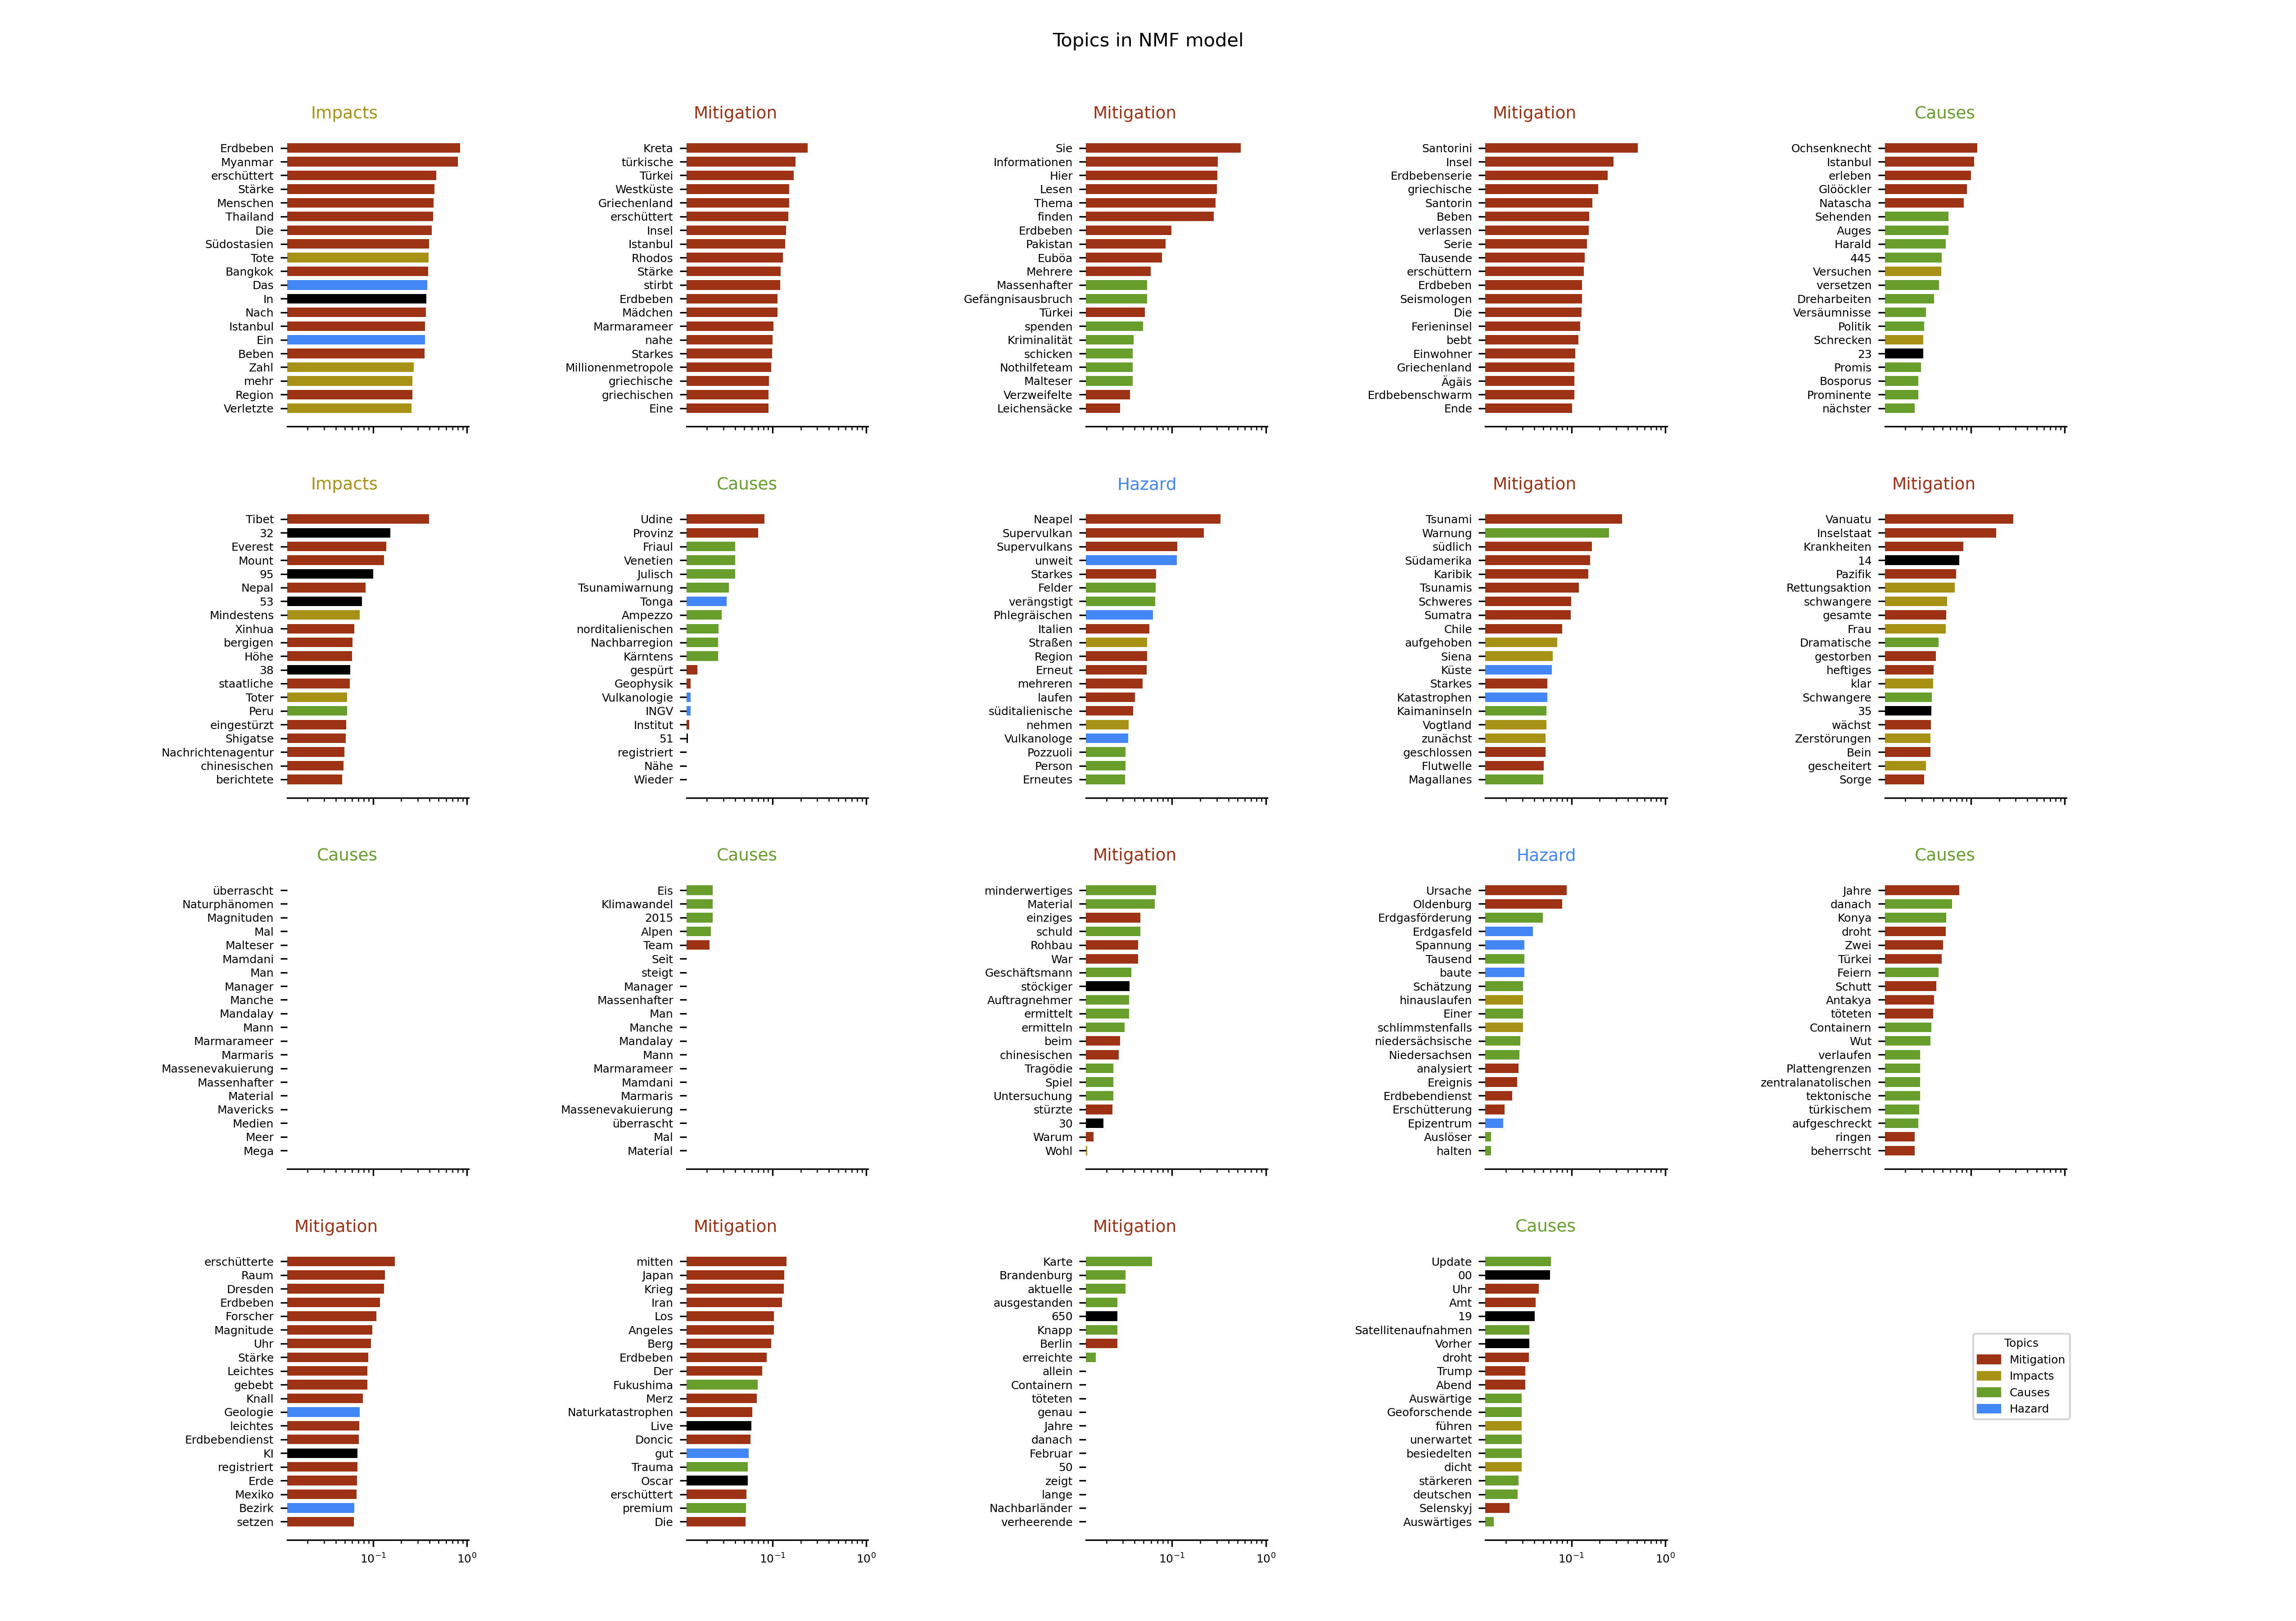 Topics in NMF model
Impacts
Erdbeben
Myanmar
erschüttert
Stärke
Menschen
Thailand
Die
Südostasien
Tote
Bangkok
Das
In
Nach
Istanbul
Ein
Beben
Zahl
mehr
Region
Verletzte
Mitigation
Kreta
türkische
Türkei
Westküste
Griechenland
erschüttert
Insel
Istanbul
Rhodos
Stärke
stirbt
Erdbeben
Mädchen
Marmarameer
nahe
Starkes
Millionenmetropole
griechische
griechischen
Eine
Mitigation
Sie
Informationen
Hier
Lesen
Thema
finden
Erdbeben
Pakistan
Euböa
Mehrere
Massenhafter
Gefängnisausbruch
Türkei
spenden
Kriminalität
schicken
Nothilfeteam
Malteser
Verzweifelte
Leichensäcke
Mitigation
Santorini
Insel
Erdbebenserie
griechische
Santorin
Beben
verlassen
Serie
Tausende
erschüttern
Erdbeben
Seismologen
Die
Ferieninsel
bebt
Einwohner
Griechenland
Ägäis
Erdbebenschwarm
Ende
Causes
Ochsenknecht
Istanbul
erleben
Glööckler
Natascha
Sehenden
Auges
Harald
445
Versuchen
versetzen
Dreharbeiten
Versäumnisse
Politik
Schrecken
23
Promis
Bosporus
Prominente
nächster
Impacts
Tibet
32
Everest
Mount
95
Nepal
53
Mindestens
Xinhua
bergigen
Höhe
38
staatliche
Toter
Peru
eingestürzt
Shigatse
Nachrichtenagentur
chinesischen
berichtete
Causes
Udine
Provinz
Friaul
Venetien
Julisch
Tsunamiwarnung
Tonga
Ampezzo
norditalienischen
Nachbarregion
Kärntens
gespürt
Geophysik
Vulkanologie
INGV
Institut
51
registriert
Nähe
Wieder
Hazard
Neapel
Supervulkan
Supervulkans
unweit
Starkes
Felder
verängstigt
Phlegräischen
Italien
Straßen
Region
Erneut
mehreren
laufen
süditalienische
nehmen
Vulkanologe
Pozzuoli
Person
Erneutes
Mitigation
Tsunami
Warnung
südlich
Südamerika
Karibik
Tsunamis
Schweres
Sumatra
Chile
aufgehoben
Siena
Küste
Starkes
Katastrophen
Kaimaninseln
Vogtland
zunächst
geschlossen
Flutwelle
Magallanes
Mitigation
Vanuatu
Inselstaat
Krankheiten
14
Pazifik
Rettungsaktion
schwangere
gesamte
Frau
Dramatische
gestorben
heftiges
klar
Schwangere
35
wächst
Zerstörungen
Bein
gescheitert
Sorge
Causes
überrascht
Naturphänomen
Magnituden
Mal
Malteser
Mamdani
Man
Manager
Manche
Mandalay
Mann
Marmarameer
Marmaris
Massenevakuierung
Massenhafter
Material
Mavericks
Medien
Meer
Mega
Causes
Eis
Klimawandel
2015
Alpen
Team
Seit
steigt
Manager
Massenhafter
Man
Manche
Mandalay
Mann
Marmarameer
Mamdani
Marmaris
Massenevakuierung
überrascht
Mal
Material
Mitigation
minderwertiges
Material
einziges
schuld
Rohbau
War
Geschäftsmann
stöckiger
Auftragnehmer
ermittelt
ermitteln
beim
chinesischen
Tragödie
Spiel
Untersuchung
stürzte
30
Warum
Wohl
Hazard
Ursache
Oldenburg
Erdgasförderung
Erdgasfeld
Spannung
Tausend
baute
Schätzung
hinauslaufen
Einer
schlimmstenfalls
niedersächsische
Niedersachsen
analysiert
Ereignis
Erdbebendienst
Erschütterung
Epizentrum
Auslöser
halten
Causes
Jahre
danach
Konya
droht
Zwei
Türkei
Feiern
Schutt
Antakya
töteten
Containern
Wut
verlaufen
Plattengrenzen
zentralanatolischen
tektonische
türkischem
aufgeschreckt
ringen
beherrscht
Mitigation
erschütterte
Raum
Dresden
Erdbeben
Forscher
Magnitude
Uhr
Stärke
Leichtes
gebebt
Knall
Geologie
leichtes
Erdbebendienst
KI
registriert
Erde
Mexiko
Bezirk
setzen
10⁻¹ 10⁰
Mitigation
mitten
Japan
Krieg
Iran
Los
Angeles
Berg
Erdbeben
Der
Fukushima
Merz
Naturkatastrophen
Live
Doncic
gut
Trauma
Oscar
erschüttert
premium
Die
10⁻¹ 10⁰
Mitigation
Karte
Brandenburg
aktuelle
ausgestanden
650
Knapp
Berlin
erreichte
allein
Containern
töteten
genau
Jahre
danach
Februar
50
zeigt
lange
Nachbarländer
verheerende
10⁻¹ 10⁰
Causes
Update
00
Uhr
Amt
19
Satellitenaufnahmen
Vorher
droht
Trump
Abend
Auswärtige
Geoforschende
führen
unerwartet
besiedelten
dicht
stärkeren
deutschen
Selenskyj
Auswärtiges
10⁻¹ 10⁰
Topics
Mitigation
Impacts
Causes
Hazard